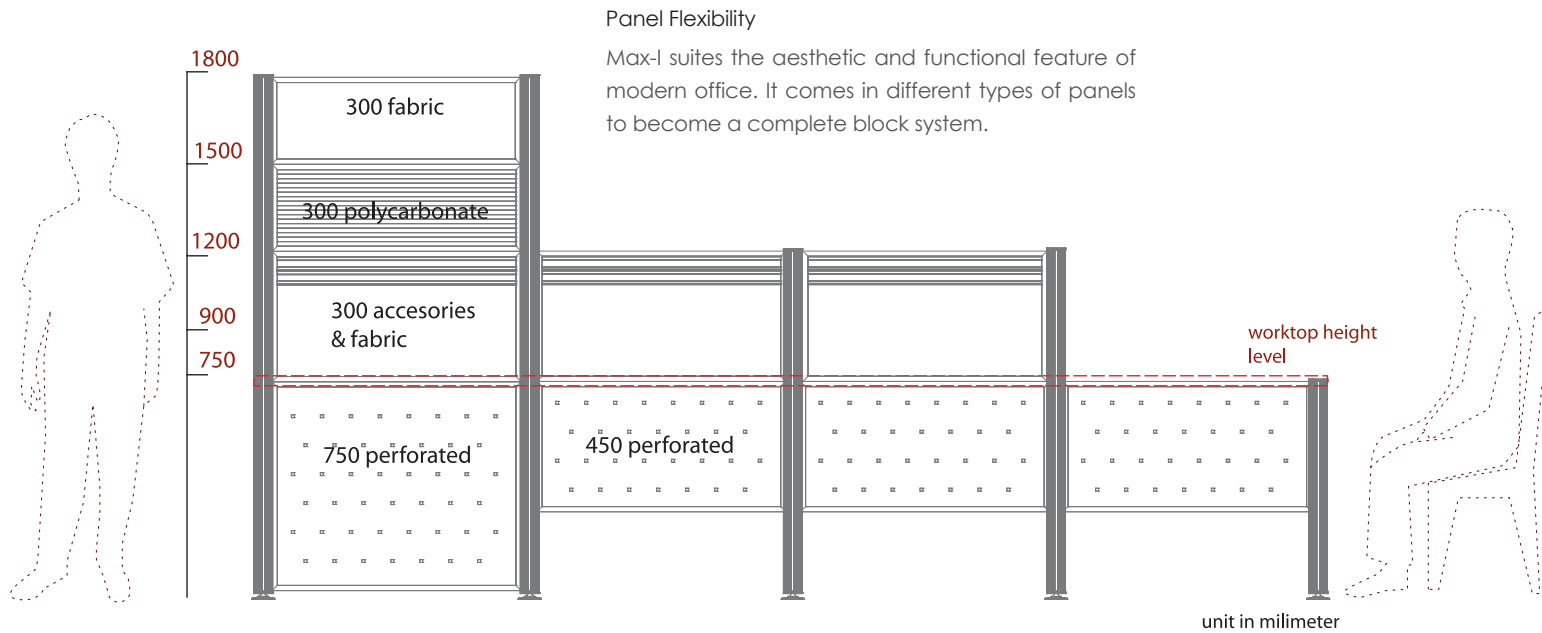 Panel Flexibility
Max-I suites the aesthetic and functional feature of
modern office. It comes in different types of panels
to become a complete block system.
1800
300 fabric
1500
300 polycarbonate
1200
300 accesories
& fabric
900
750
worktop height
level
750 perforated
450 perforated
unit in milimeter